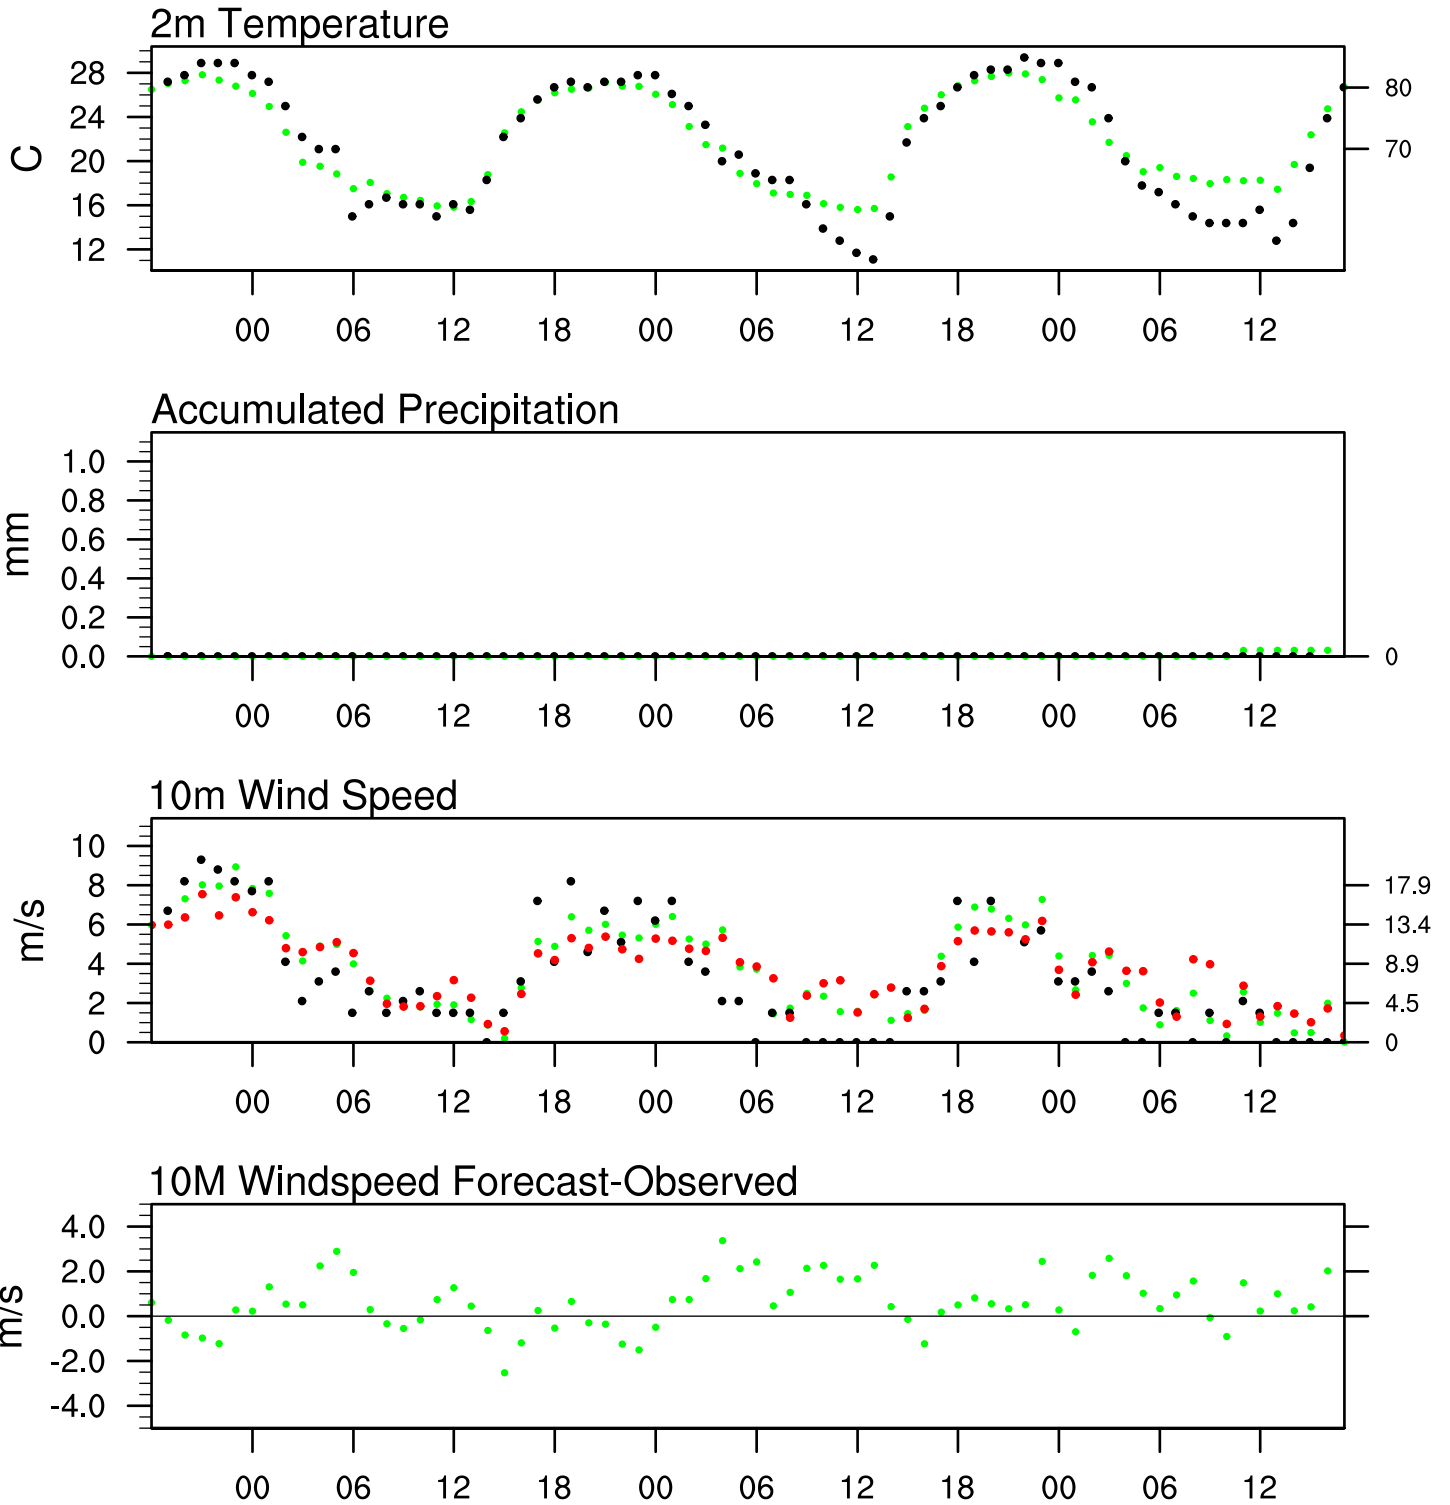 2m Temperature
28
24
20
16
12
C
80
70
00 06 12 18 00 06 12 18 00 06 12
Accumulated Precipitation
1.0
0.8
0.6
0.4
0.2
0.0
mm
0
00 06 12 18 00 06 12 18 00 06 12
10m Wind Speed
10
8
6
4
2
0
m/s
17.9
13.4
8.9
4.5
0
00 06 12 18 00 06 12 18 00 06 12
10M Windspeed Forecast-Observed
4.0
2.0
0.0
-2.0
-4.0
m/s
00 06 12 18 00 06 12 18 00 06 12